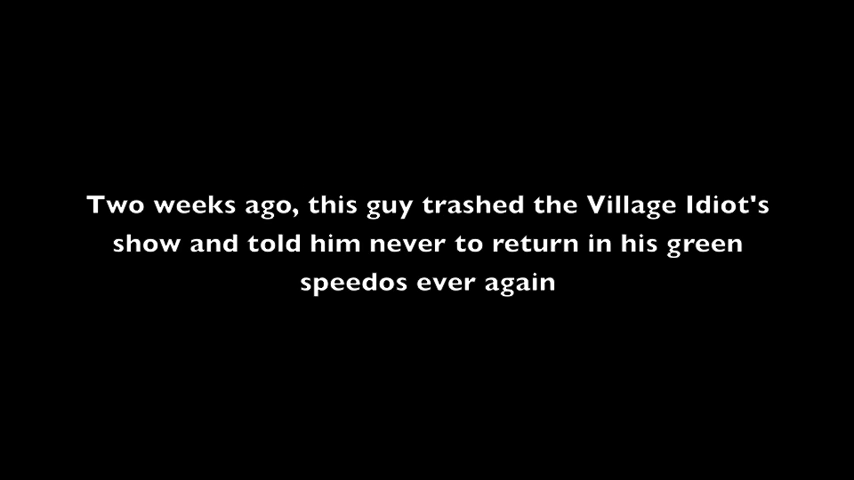 Two weeks ago, this guy trashed the Village Idiot's
show and told him never to return in his green
speedos ever again